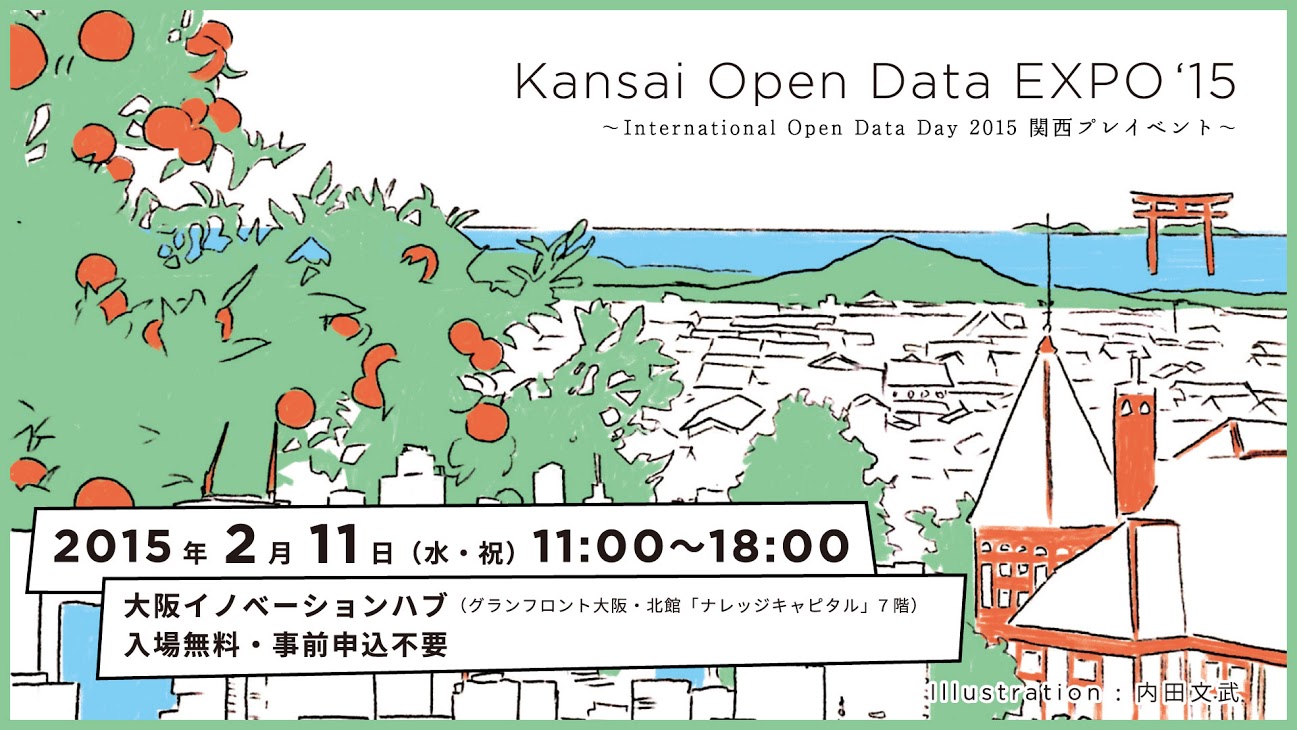 Kansai Open Data EXPO ‘15
～International Open Data Day 2015 関西プレイベント～
2015年2月11日（水・祝）11:00～18:00
大阪イノベーションハブ（グランフロント大阪・北館「ナレッジキャピタル」7階）
入場無料・事前申込不要
Illustration : 内田文武